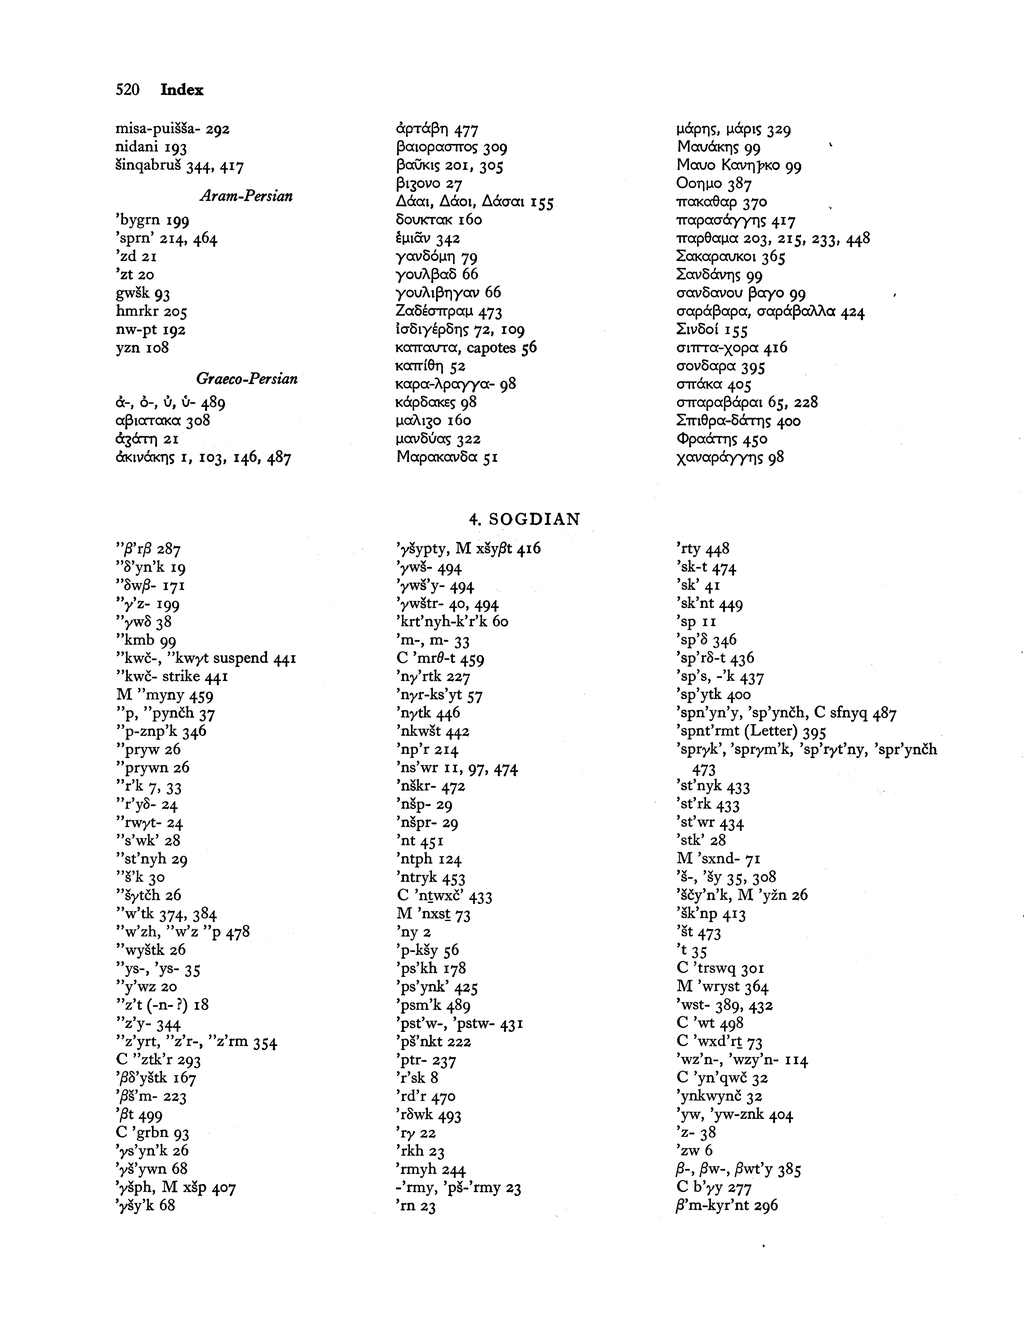 520 Index
misa-puišša- 292
nidani 193
šinqabruš 344, 417
Aram-Persian
’bygrn 199
’sprn’ 214, 464
’zd 21
’zt 20
gwšk 93
hmrkr 205
nw-pt 192
yzn 108
Graeco-Persian
ἀ-, ὀ-, ὐ, ὑ- 489
αβιατακα 308
ἀζάτη 21
ἀκινάκης 1, 103, 146, 487
ἀρτάβη 477
βαιορασπος 309
βαϋκις 201, 305
βιζονο 27
Δάαι, Δάοι, Δάσαι 155
δουκτακ 160
ἐμιᾶν 342
γανδόμη 79
γουλβαδ 66
γουλιβηγαν 66
Ζαδέσπραμ 473
ἰσδιγέρδης 72, 109
καπαυτα, capotes 56
καπίθη 52
καρα-λραγγα- 98
κάρδακες 98
μαλιζο 160
μανδύας 322
Μαρακανδα 51
μάρης, μάρις 329
Μαυάκης 99
Μαυο Κανηϸκο 99
Οοημο 387
πακαθαρ 370
παρασάγγης 417
παρθαμα 203, 215, 233, 448
Σακαραυκοι 365
Σανδάνης 99
σανδανου βαγο 99
σαράβαρα, σαράβαλλα 424
Σινδοί 155
σιπτα-χορα 416
σονδαρα 395
σπάκα 405
σπαραβάραι 65, 228
Σπιθρα-δάτης 400
Φραάτης 450
χαναράγγης 98
4. SOGDIAN
’’β’rβ 287
’’δ’yn’k 19
’’δwβ- 171
’’γ’z- 199
’’γwδ 38
’’kmb 99
’’kwč-, ’’kwγt suspend 441
’’kwč- strike 441
M ’’myny 459
’’p, ’’pynčh 37
’’p-znp’k 346
’’pryw 26
’’prywn 26
’’r’k 7, 33
’’r’yδ- 24
’’rwγt- 24
’’s’wk’ 28
’’st’nyh 29
’’š’k 30
’’šγtčh 26
’’w’tk 374, 384
’’w’zh, ’’w’z ’’p 478
’’wyštk 26
’’ys-, ’ys- 35
’’y’wz 20
’’z’t (-n- ?) 18
’’z’y- 344
’’z’yrt, ’’z’r-, ’’z’rm 354
C ’’ztk’r 293
’βδ’yštk 167
’βš’m- 223
’βt 499
C ’grbn 93
’γs’yn’k 26
’γš’ywn 68
’γšph, M xšp 407
’γšy’k 68
’γšypty, M xšyβt 416
’γwš- 494
’γwš’y- 494
’γwštr- 40, 494
’krt’nyh-k’r’k 60
’m-, m- 33
C ’mrθ-t 459
’nγ’rtk 227
’nγr-ks’yt 57
’nγtk 446
’nkwšt 442
’np’r 214
’ns’wr 11, 97, 474
’nškr- 472
’nšp- 29
’nšpr- 29
’nt 451
’ntph 124
’ntryk 453
C ’nṯwxč’ 433
M ’nxsṯ 73
’ny 2
’p-kšy 56
’ps’kh 178
’ps’ynk’ 425
’psm’k 489
’pst’w-, ’pstw- 431
’pš’nkt 222
’ptr- 237
’r’sk 8
’rd’r 470
’rδwk 493
’rγ 22
’rkh 23
’rmyh 244
-’rmy, ’pš-’rmy 23
’rn 23
’rty 448
’sk-t 474
’sk’ 41
’sk’nt 449
’sp 11
’sp’δ 346
’sp’rδ-t 436
’sp’s, -’k 437
’sp’ytk 400
’spn’yn’y, ’sp’ynčh, C sfnyq 487
’spnt’rmt (Letter) 395
’spryk’, ’sprym’k, ’sp’rγt’ny, ’spr’ynčh
473
’st’nyk 433
’st’rk 433
’st’wr 434
’stk’ 28
M ’sxnd- 71
’š-, ’šy 35, 308
’ščy’n’k, M ’yžn 26
’šk’np 413
’št 473
’t 35
C ’trswq 301
M ’wryst 364
’wst- 389, 432
C ’wt 498
C ’wxd’rṯ 73
’wz’n-, ’wzy’n- 114
C ’yn’qwč 32
’ynkwynč 32
’yw, ’yw-znk 404
’z- 38
’zw 6
β-, βw-, βwt’y 385
C b’γy 277
β’m-kyr’nt 296